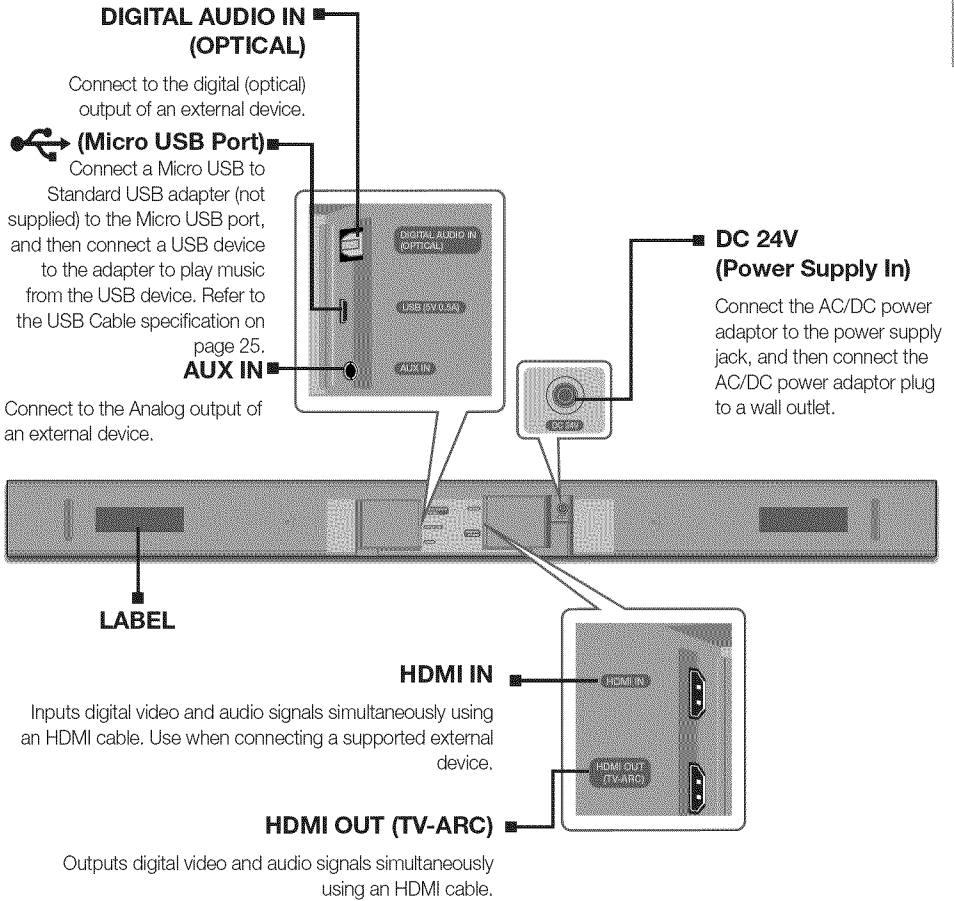 DIGITAL AUDIO IN
(OPTICAL)
Connect to the digital (optical)
output of an external device.
(Micro USB Port)
Connect a Micro USB to
Standard USB adapter (not
supplied) to the Micro USB port,
and then connect a USB device
to the adapter to play music
from the USB device. Refer to
the USB Cable specification on
page 25.
AUX IN
Connect to the Analog output of
an external device.
DIGITAL AUDIO IN
(OPTICAL)
USB (5V 0.5A)
AUX IN
DC 24V
DC 24V
(Power Supply In)
Connect the AC/DC power
adaptor to the power supply
jack, and then connect the
AC/DC power adaptor plug
to a wall outlet.
LABEL
HDMI IN
Inputs digital video and audio signals simultaneously using
an HDMI cable. Use when connecting a supported external
device.
HDMI OUT (TV-ARC)
Outputs digital video and audio signals simultaneously
using an HDMI cable.
HDMI IN
HDMI OUT
(TV-ARC)